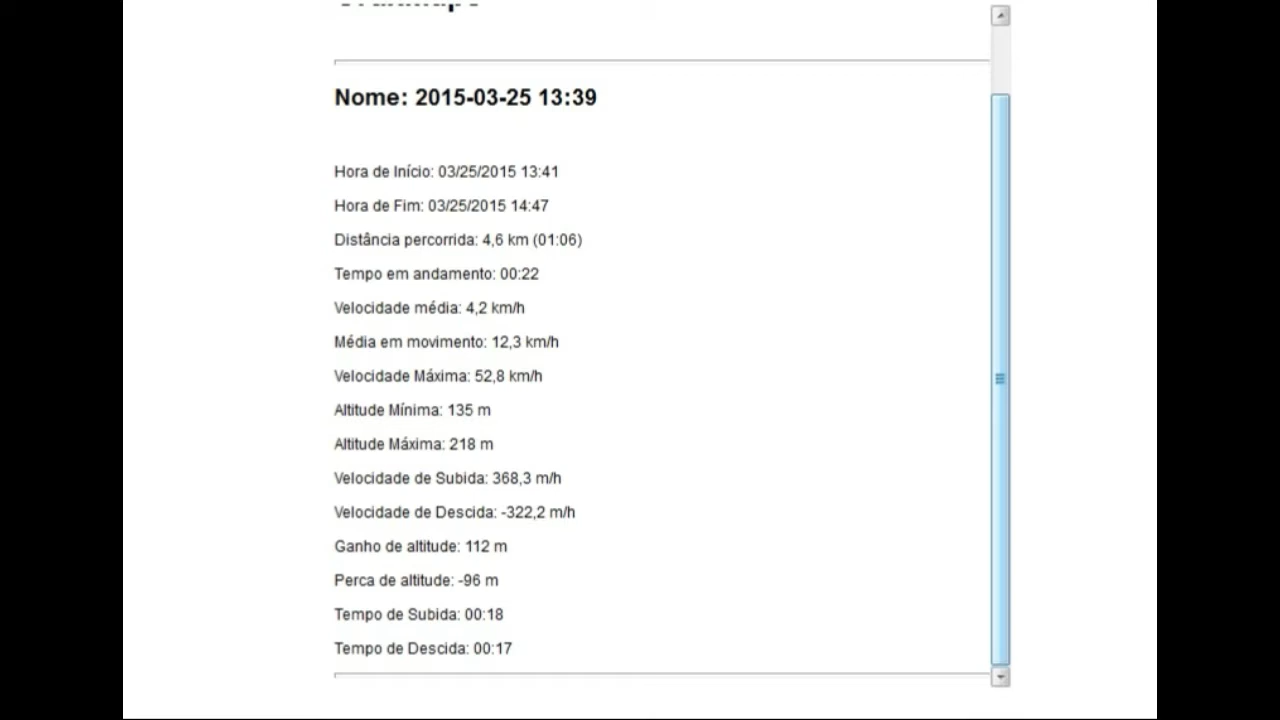 Nome: 2015-03-25 13:39
Hora de Início: 03/25/2015 13:41
Hora de Fim: 03/25/2015 14:47
Distância percorrida: 4,6 km (01:06)
Tempo em andamento: 00:22
Velocidade média: 4,2 km/h
Média em movimento: 12,3 km/h
Velocidade Máxima: 52,8 km/h
Altitude Mínima: 135 m
Altitude Máxima: 218 m
Velocidade de Subida: 368,3 m/h
Velocidade de Descida: -322,2 m/h
Ganho de altitude: 112 m
Perca de altitude: -96 m
Tempo de Subida: 00:18
Tempo de Descida: 00:17